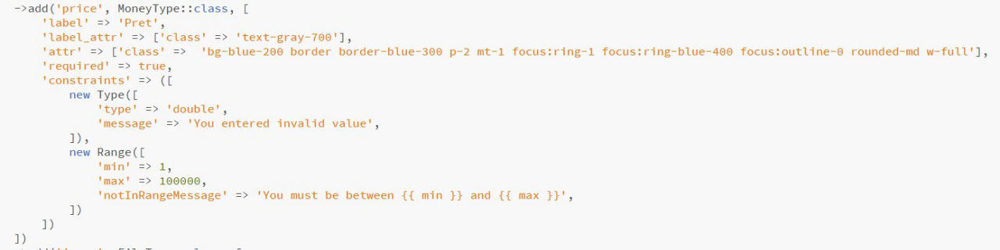 ->add('price', MoneyType::class, [
'label' => 'Pret',
'label_attr' => ['class' => 'text-gray-700'],
'attr' => ['class' =>  'bg-blue-200 border border-blue-300 p-2 mt-1 focus:ring-1 focus:ring-blue-400 focus:outline-0 rounded-md w-full'],
'required' => true,
'constraints' => ([
new Type([
'type' => 'double',
'message' => 'You entered invalid value',
]),
new Range([
'min' => 1,
'max' => 100000,
'notInRangeMessage' => 'You must be between {{ min }} and {{ max }}',
])
])
])